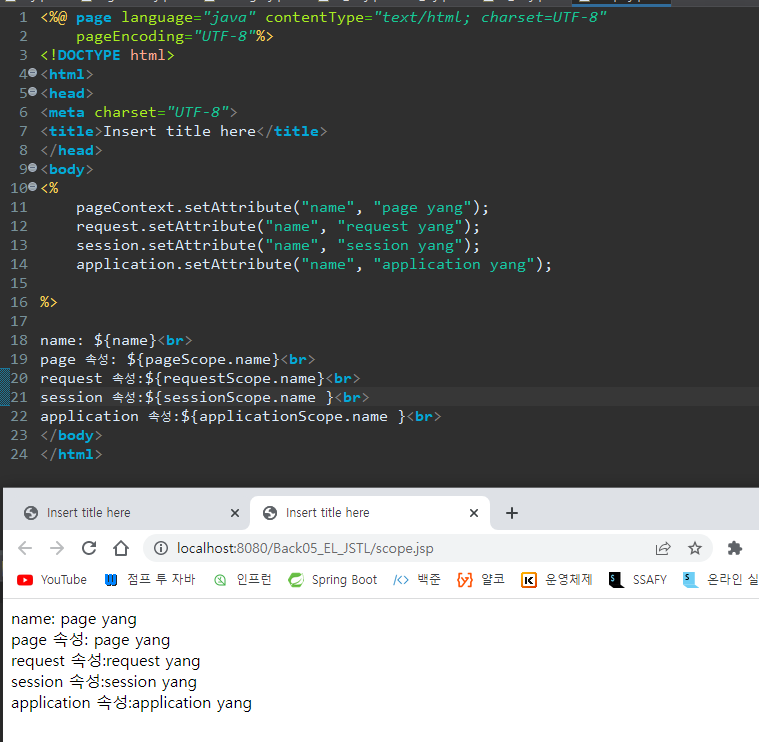 1 <%@ page language="java" contentType="text/html; charset=UTF-8"
2 pageEncoding="UTF-8"%>
3 <!DOCTYPE html>
4 <html>
5 <head>
6 <meta charset="UTF-8">
7 <title>Insert title here</title>
8 </head>
9 <body>
10 <%
11 pageContext.setAttribute("name", "page yang");
12 request.setAttribute("name", "request yang");
13 session.setAttribute("name", "session yang");
14 application.setAttribute("name", "application yang");
15
16 %>
17
18 name: ${name}<br>
19 page 속성: ${pageScope.name}<br>
20 request 속성:${requestScope.name}<br>
21 session 속성:${sessionScope.name }<br>
22 application 속성:${applicationScope.name }<br>
23 </body>
24 </html>
Insert title here Insert title here
localhost:8080/Back05_EL_JSTL/scope.jsp
YouTube 점프 투 자바 인프런 Spring Boot 백준 알코 운영체제 SSAFY 온라인 실
name: page yang
page 속성: page yang
request 속성:request yang
session 속성:session yang
application 속성:application yang